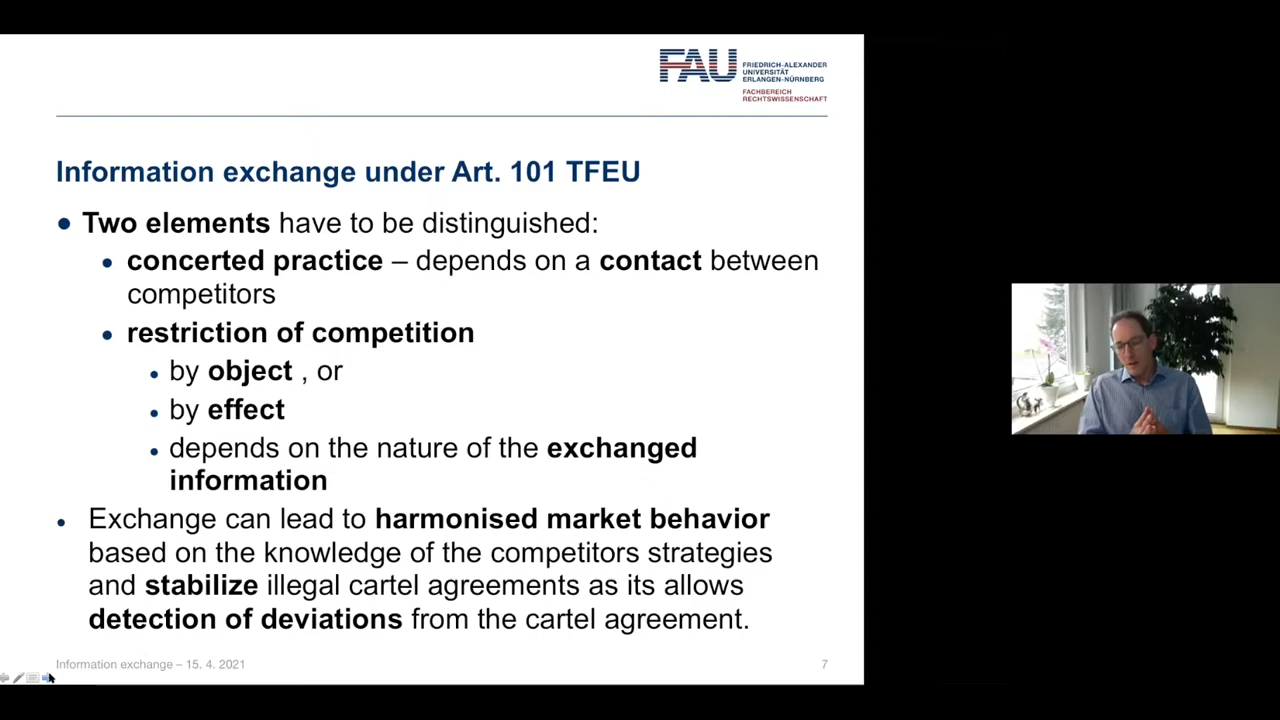 FAU
FRIEDRICH-ALEXANDER
UNIVERSITÄT
ERLANGEN-NÜRNBERG
FACHBEREICH
RECHTSWISSENSCHAFT
Information exchange under Art. 101 TFEU
Two elements have to be distinguished:
concerted practice – depends on a contact between
competitors
restriction of competition
by object , or
by effect
depends on the nature of the exchanged
information
Exchange can lead to harmonised market behavior
based on the knowledge of the competitors strategies
and stabilize illegal cartel agreements as its allows
detection of deviations from the cartel agreement.
Information exchange – 15. 4. 2021
7